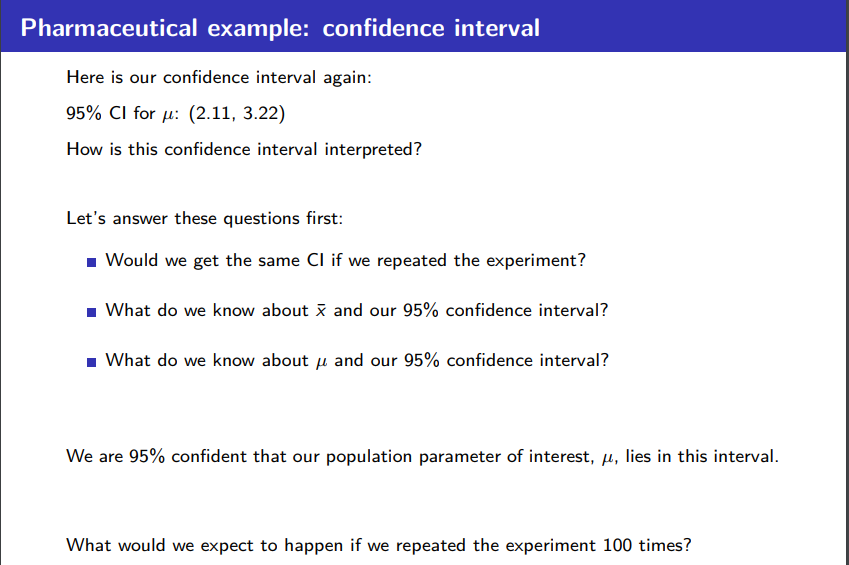 Pharmaceutical example: confidence interval
Here is our confidence interval again:
95% CI for μ: (2.11, 3.22)
How is this confidence interval interpreted?
Let's answer these questions first:
Would we get the same CI if we repeated the experiment?
What do we know about x̄ and our 95% confidence interval?
What do we know about μ and our 95% confidence interval?
We are 95% confident that our population parameter of interest, μ, lies in this interval.
What would we expect to happen if we repeated the experiment 100 times?